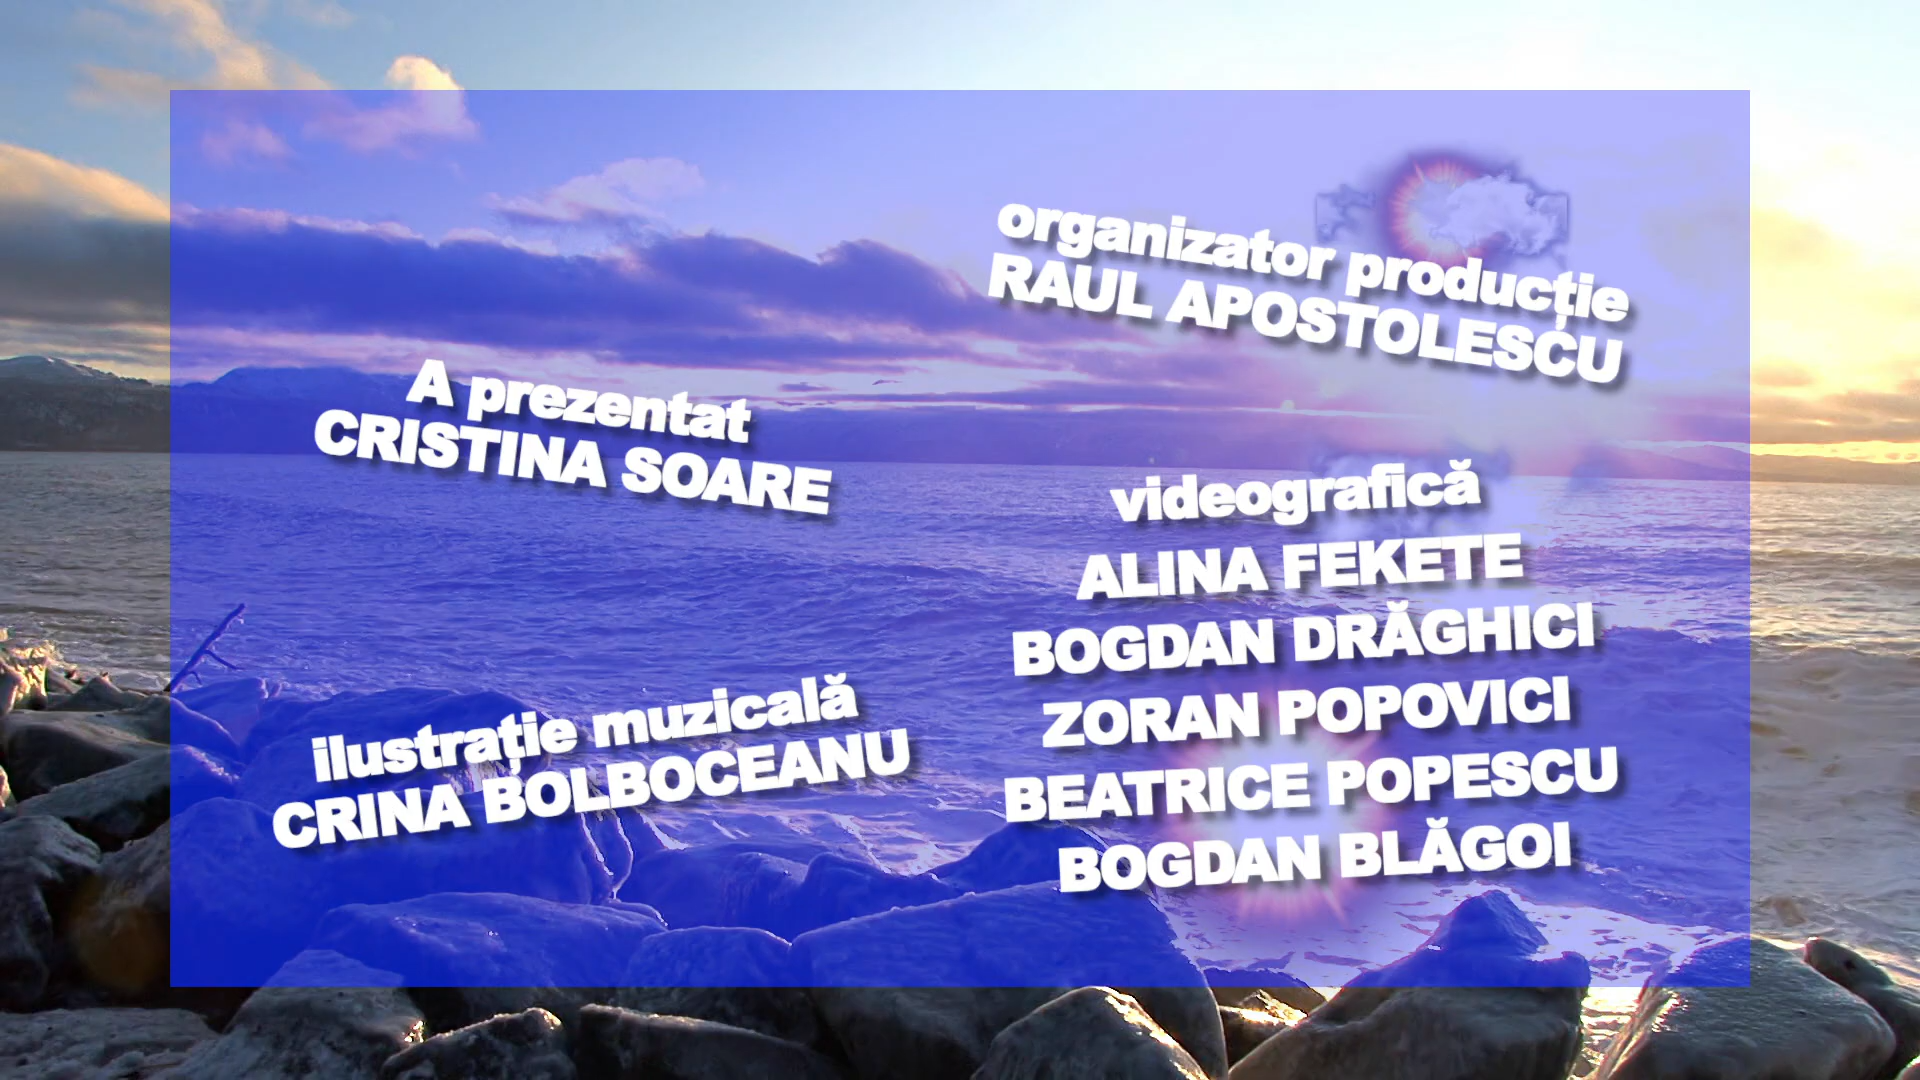 A prezentat
CRISTINA SOARE
ilustrație muzicală
CRINA BOLBOCEANU
organizator producție
RAUL APOSTOLESCU
videografică
ALINA FEKETE
BOGDAN DRĂGHICI
ZORAN POPOVICI
BEATRICE POPESCU
BOGDAN BLĂGOI